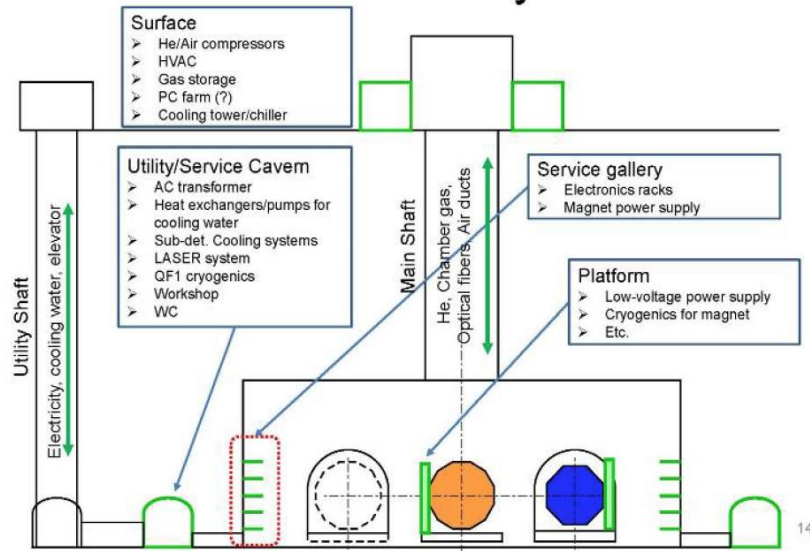 Surface
➢ He/Air compressors
➢ HVAC
➢ Gas storage
➢ PC farm (?)
➢ Cooling tower/chiller
Utility/Service Cavern
➢ AC transformer
➢ Heat exchangers/pumps for
cooling water
➢ Sub-det. Cooling systems
➢ LASER system
➢ QF1 cryogenics
➢ Workshop
➢ WC
Service gallery
➢ Electronics racks
➢ Magnet power supply
Platform
➢ Low-voltage power supply
➢ Cryogenics for magnet
➢ Etc.
Utility Shaft
Electricity, cooling water, elevator
Main Shaft
He, Chamber gas,
Optical fibers, Air ducts
14